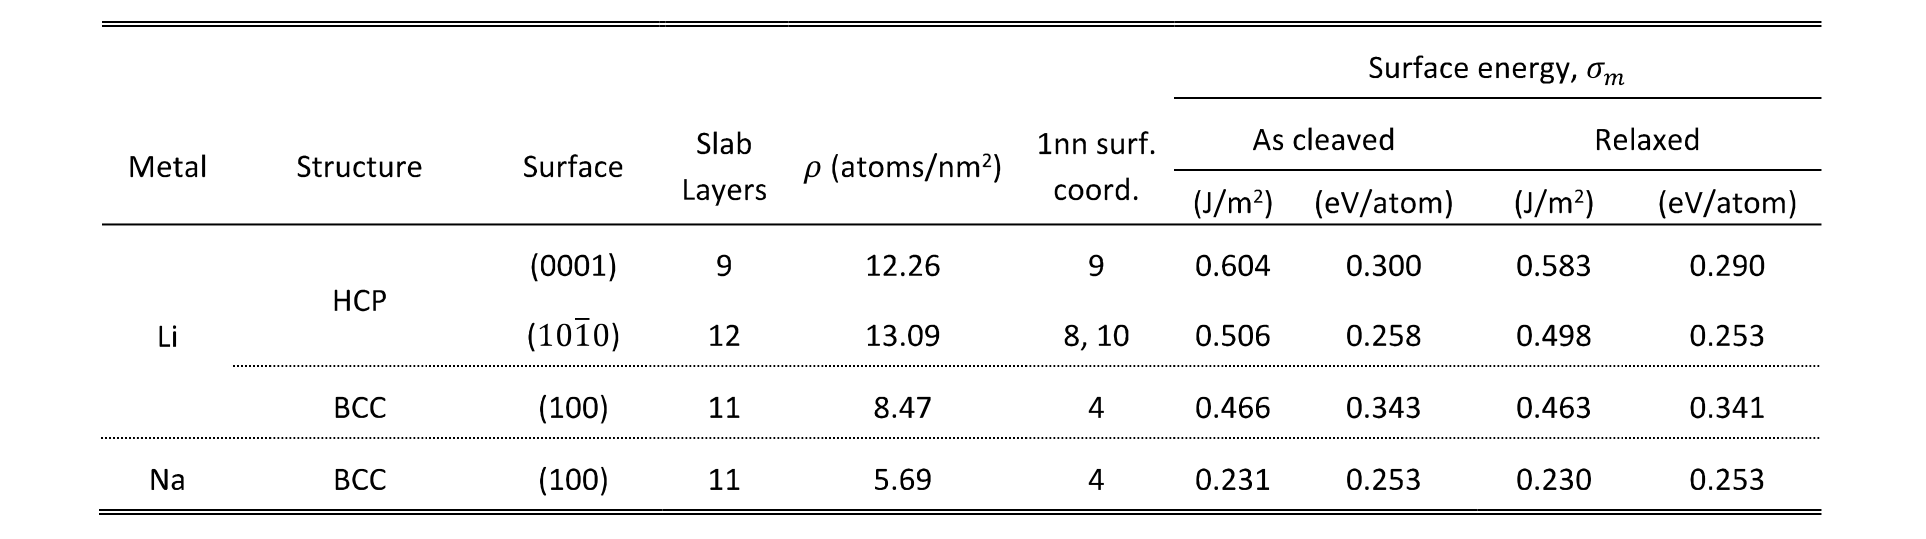 Surface energy, σm
Metal Structure Surface Slab Layers ρ (atoms/nm²) 1nn surf. coord. As cleaved Relaxed
(J/m²) (eV/atom) (J/m²) (eV/atom)
Li HCP (0001) 9 12.26 9 0.604 0.300 0.583 0.290
(101̅0) 12 13.09 8, 10 0.506 0.258 0.498 0.253
BCC (100) 11 8.47 4 0.466 0.343 0.463 0.341
Na BCC (100) 11 5.69 4 0.231 0.253 0.230 0.253